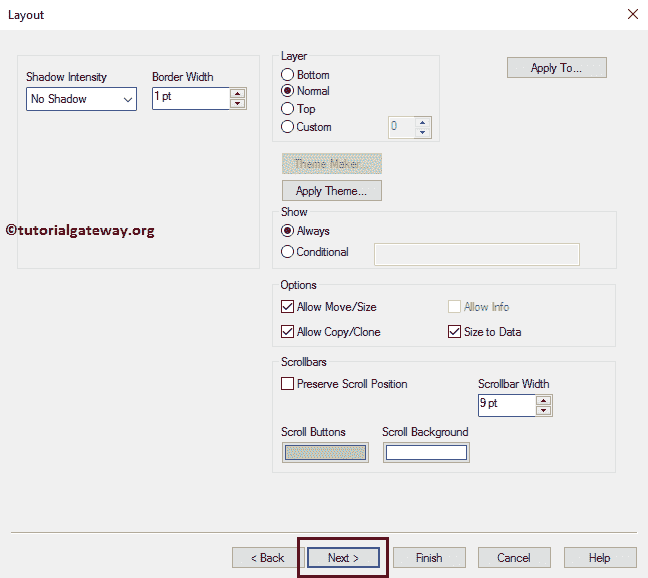 Layout
Shadow Intensity
Border Width
No Shadow
1 pt
Layer
Bottom
Normal
Top
Custom
0
Apply To...
Theme Maker...
Apply Theme...
©tutorialgateway.org
Show
Always
Conditional
Options
Allow Move/Size
Allow Info
Allow Copy/Clone
Size to Data
Scrollbars
Preserve Scroll Position
Scrollbar Width
9 pt
Scroll Buttons
Scroll Background
< Back
Next >
Finish
Cancel
Help